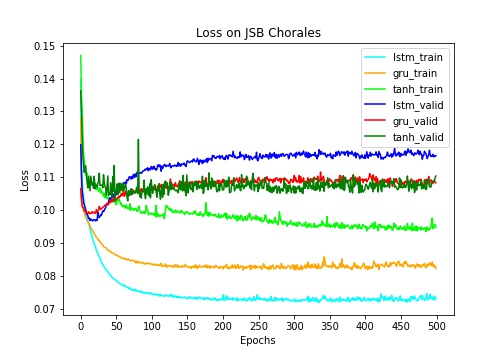 Loss on JSB Chorales
0.15
0.14
0.13
0.12
0.11
0.10
0.09
0.08
0.07
Loss
lstm_train
gru_train
tanh_train
lstm_valid
gru_valid
tanh_valid
0 50 100 150 200 250 300 350 400 450 500
Epochs